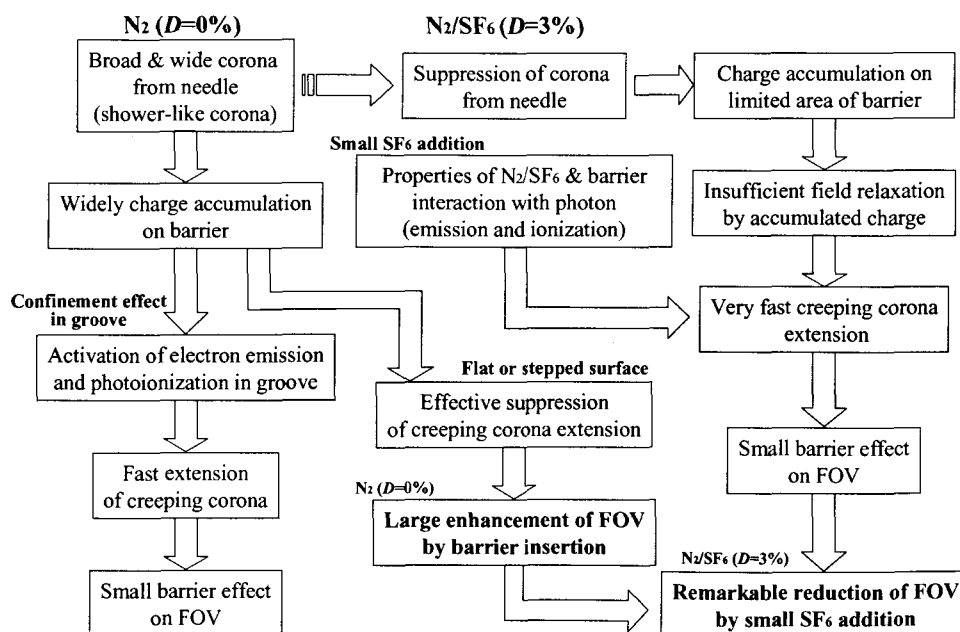 N2 (D=0%)
N2/SF6 (D=3%)
Broad & wide corona
from needle
(shower-like corona)
Suppression of corona
from needle
Charge accumulation on
limited area of barrier
Small SF6 addition
Widely charge accumulation
on barrier
Properties of N2/SF6 & barrier
interaction with photon
(emission and ionization)
Insufficient field relaxation
by accumulated charge
Confinement effect
in groove
Very fast creeping corona
extension
Activation of electron emission
and photoionization in groove
Flat or stepped surface
Effective suppression
of creeping corona extension
Small barrier effect
on FOV
Fast extension
of creeping corona
N2 (D=0%)
Large enhancement of FOV
by barrier insertion
N2/SF6 (D=3%)
Small barrier effect
on FOV
Remarkable reduction of FOV
by small SF6 addition